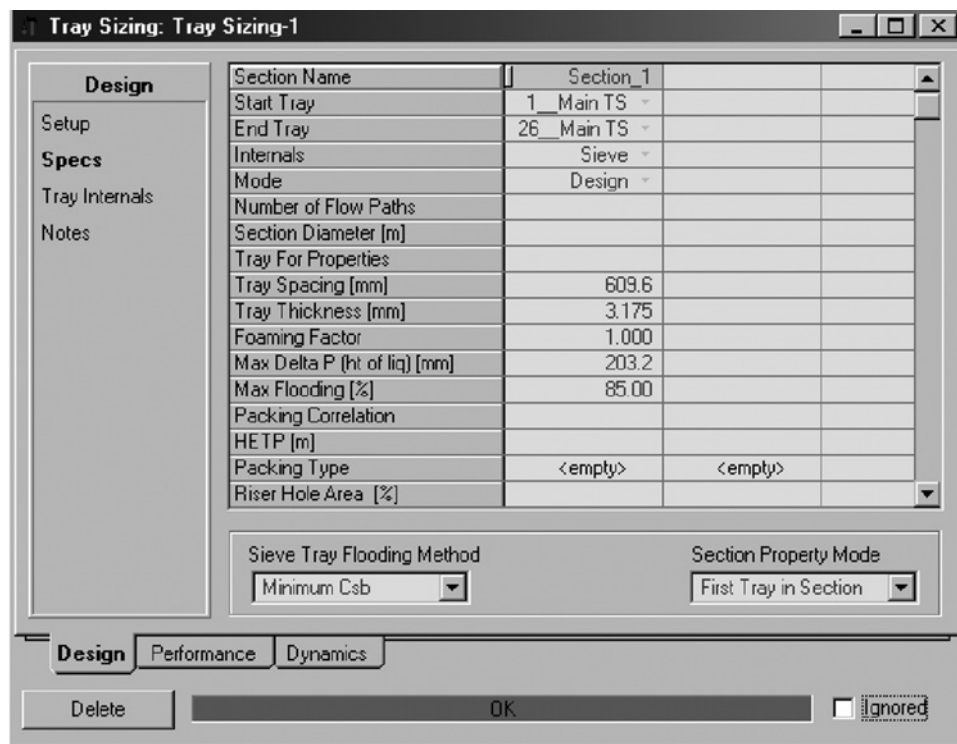 Tray Sizing: Tray Sizing-1
Design
Setup
Specs
Tray Internals
Notes
Section Name Section_1
Start Tray 1__Main TS
End Tray 26__Main TS
Internals Sieve
Mode Design
Number of Flow Paths
Section Diameter [m]
Tray For Properties
Tray Spacing [mm] 609.6
Tray Thickness [mm] 3.175
Foaming Factor 1.000
Max Delta P (ht of liq) [mm] 203.2
Max Flooding [%] 85.00
Packing Correlation
HETP [m]
Packing Type <empty> <empty>
Riser Hole Area [%]
Sieve Tray Flooding Method Section Property Mode
Minimum Csb First Tray in Section
Design Performance Dynamics
Delete OK Ignored